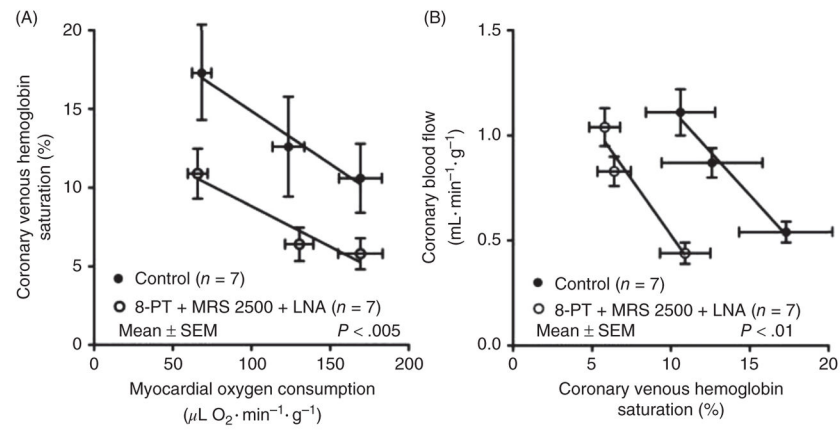 (A)
20
15
10
5
0
Coronary venous hemoglobin
saturation (%)
● Control (n = 7)
○ 8-PT + MRS 2500 + LNA (n = 7)
Mean ± SEM P < .005
0 50 100 150 200
Myocardial oxygen consumption
(μL O₂·min⁻¹·g⁻¹)
(B)
1.5
1.0
0.5
0.0
Coronary blood flow
(mL·min⁻¹·g⁻¹)
● Control (n = 7)
○ 8-PT + MRS 2500 + LNA (n = 7)
Mean ± SEM P < .01
0 5 10 15 20
Coronary venous hemoglobin
saturation (%)